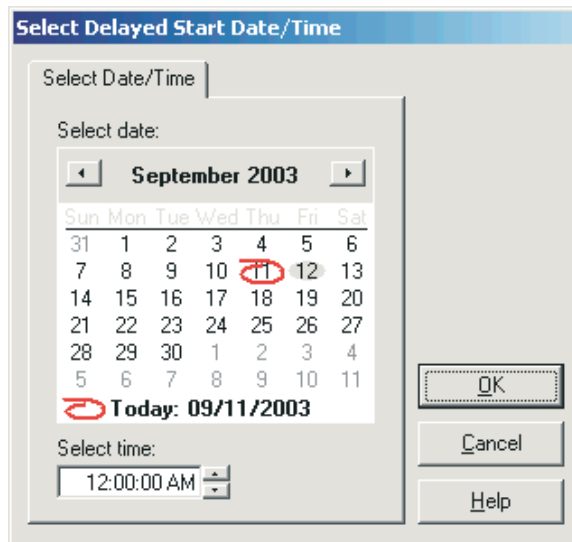 Select Delayed Start Date/Time
Select Date/Time
Select date:
September 2003
Sun Mon Tue Wed Thu Fri Sat
31 1 2 3 4 5 6
7 8 9 10 11 12 13
14 15 16 17 18 19 20
21 22 23 24 25 26 27
28 29 30 1 2 3 4
5 6 7 8 9 10 11
Today: 09/11/2003
Select time:
12:00:00 AM
OK
Cancel
Help